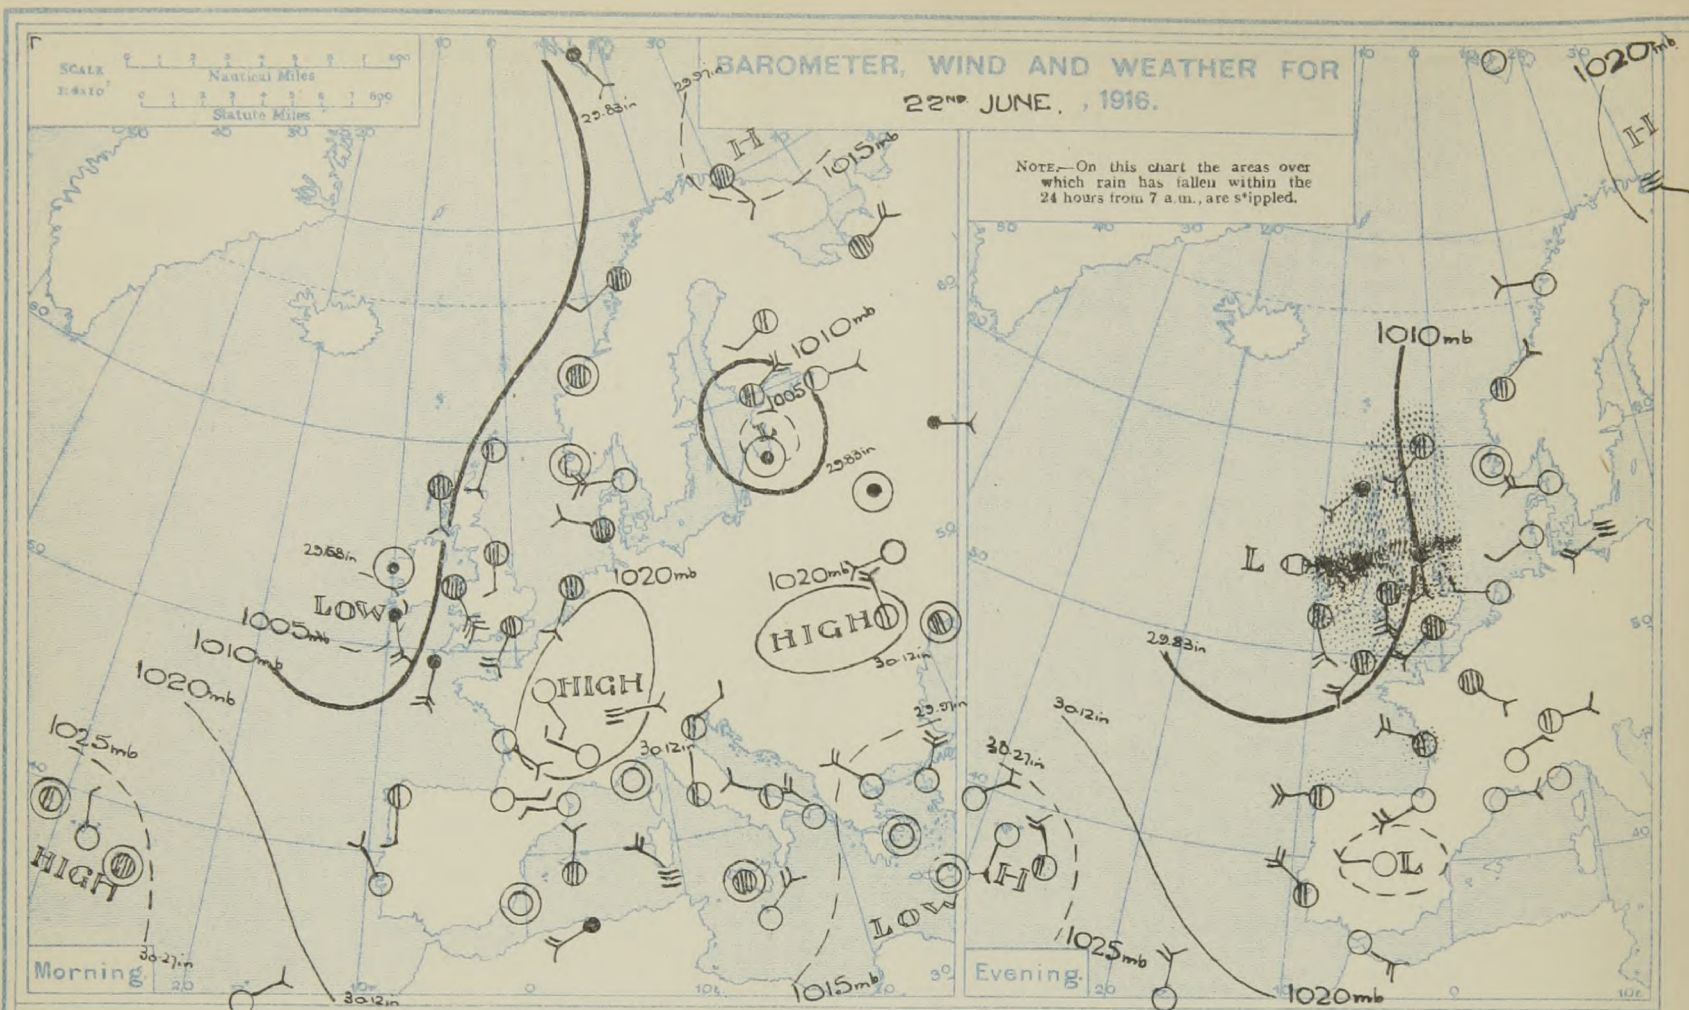 BAROMETER, WIND AND WEATHER FOR
22ND JUNE, , 1916.
NOTE.—On this chart the areas over
which rain has fallen within the
24 hours from 7 a.m., are stippled.
SCALE
Nautical Miles
Statute Miles
29.97in
29.83in
H
1015mb
1010mb
1005
L
29.83in
29.68in
LOW
1005mb
1010mb
1020mb
1025mb
HIGH
30.27in
30.12in
1020mb
HIGH
30.12in
1020mb
HIGH
30.12in
29.97in
LOW
1015mb
Morning.
1020mb
H
1010mb
L
29.83in
30.12in
30.27in
H
1025mb
L
1020mb
Evening.